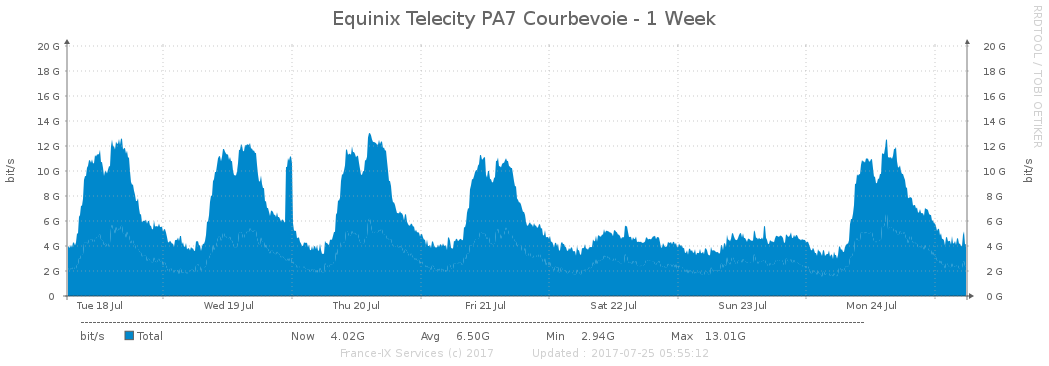 Equinix Telecity PA7 Courbevoie - 1 Week
RRDTOOL / TOBI OETIKER
bit/s
20 G 20 G
18 G 18 G
16 G 16 G
14 G 14 G
12 G 12 G
10 G 10 G
8 G 8 G
6 G 6 G
4 G 4 G
2 G 2 G
0 0 G
bit/s
Tue 18 Jul Wed 19 Jul Thu 20 Jul Fri 21 Jul Sat 22 Jul Sun 23 Jul Mon 24 Jul
bit/s Total Now 4.02G Avg 6.50G Min 2.94G Max 13.01G
France-IX Services (c) 2017 Updated : 2017-07-25 05:55:12